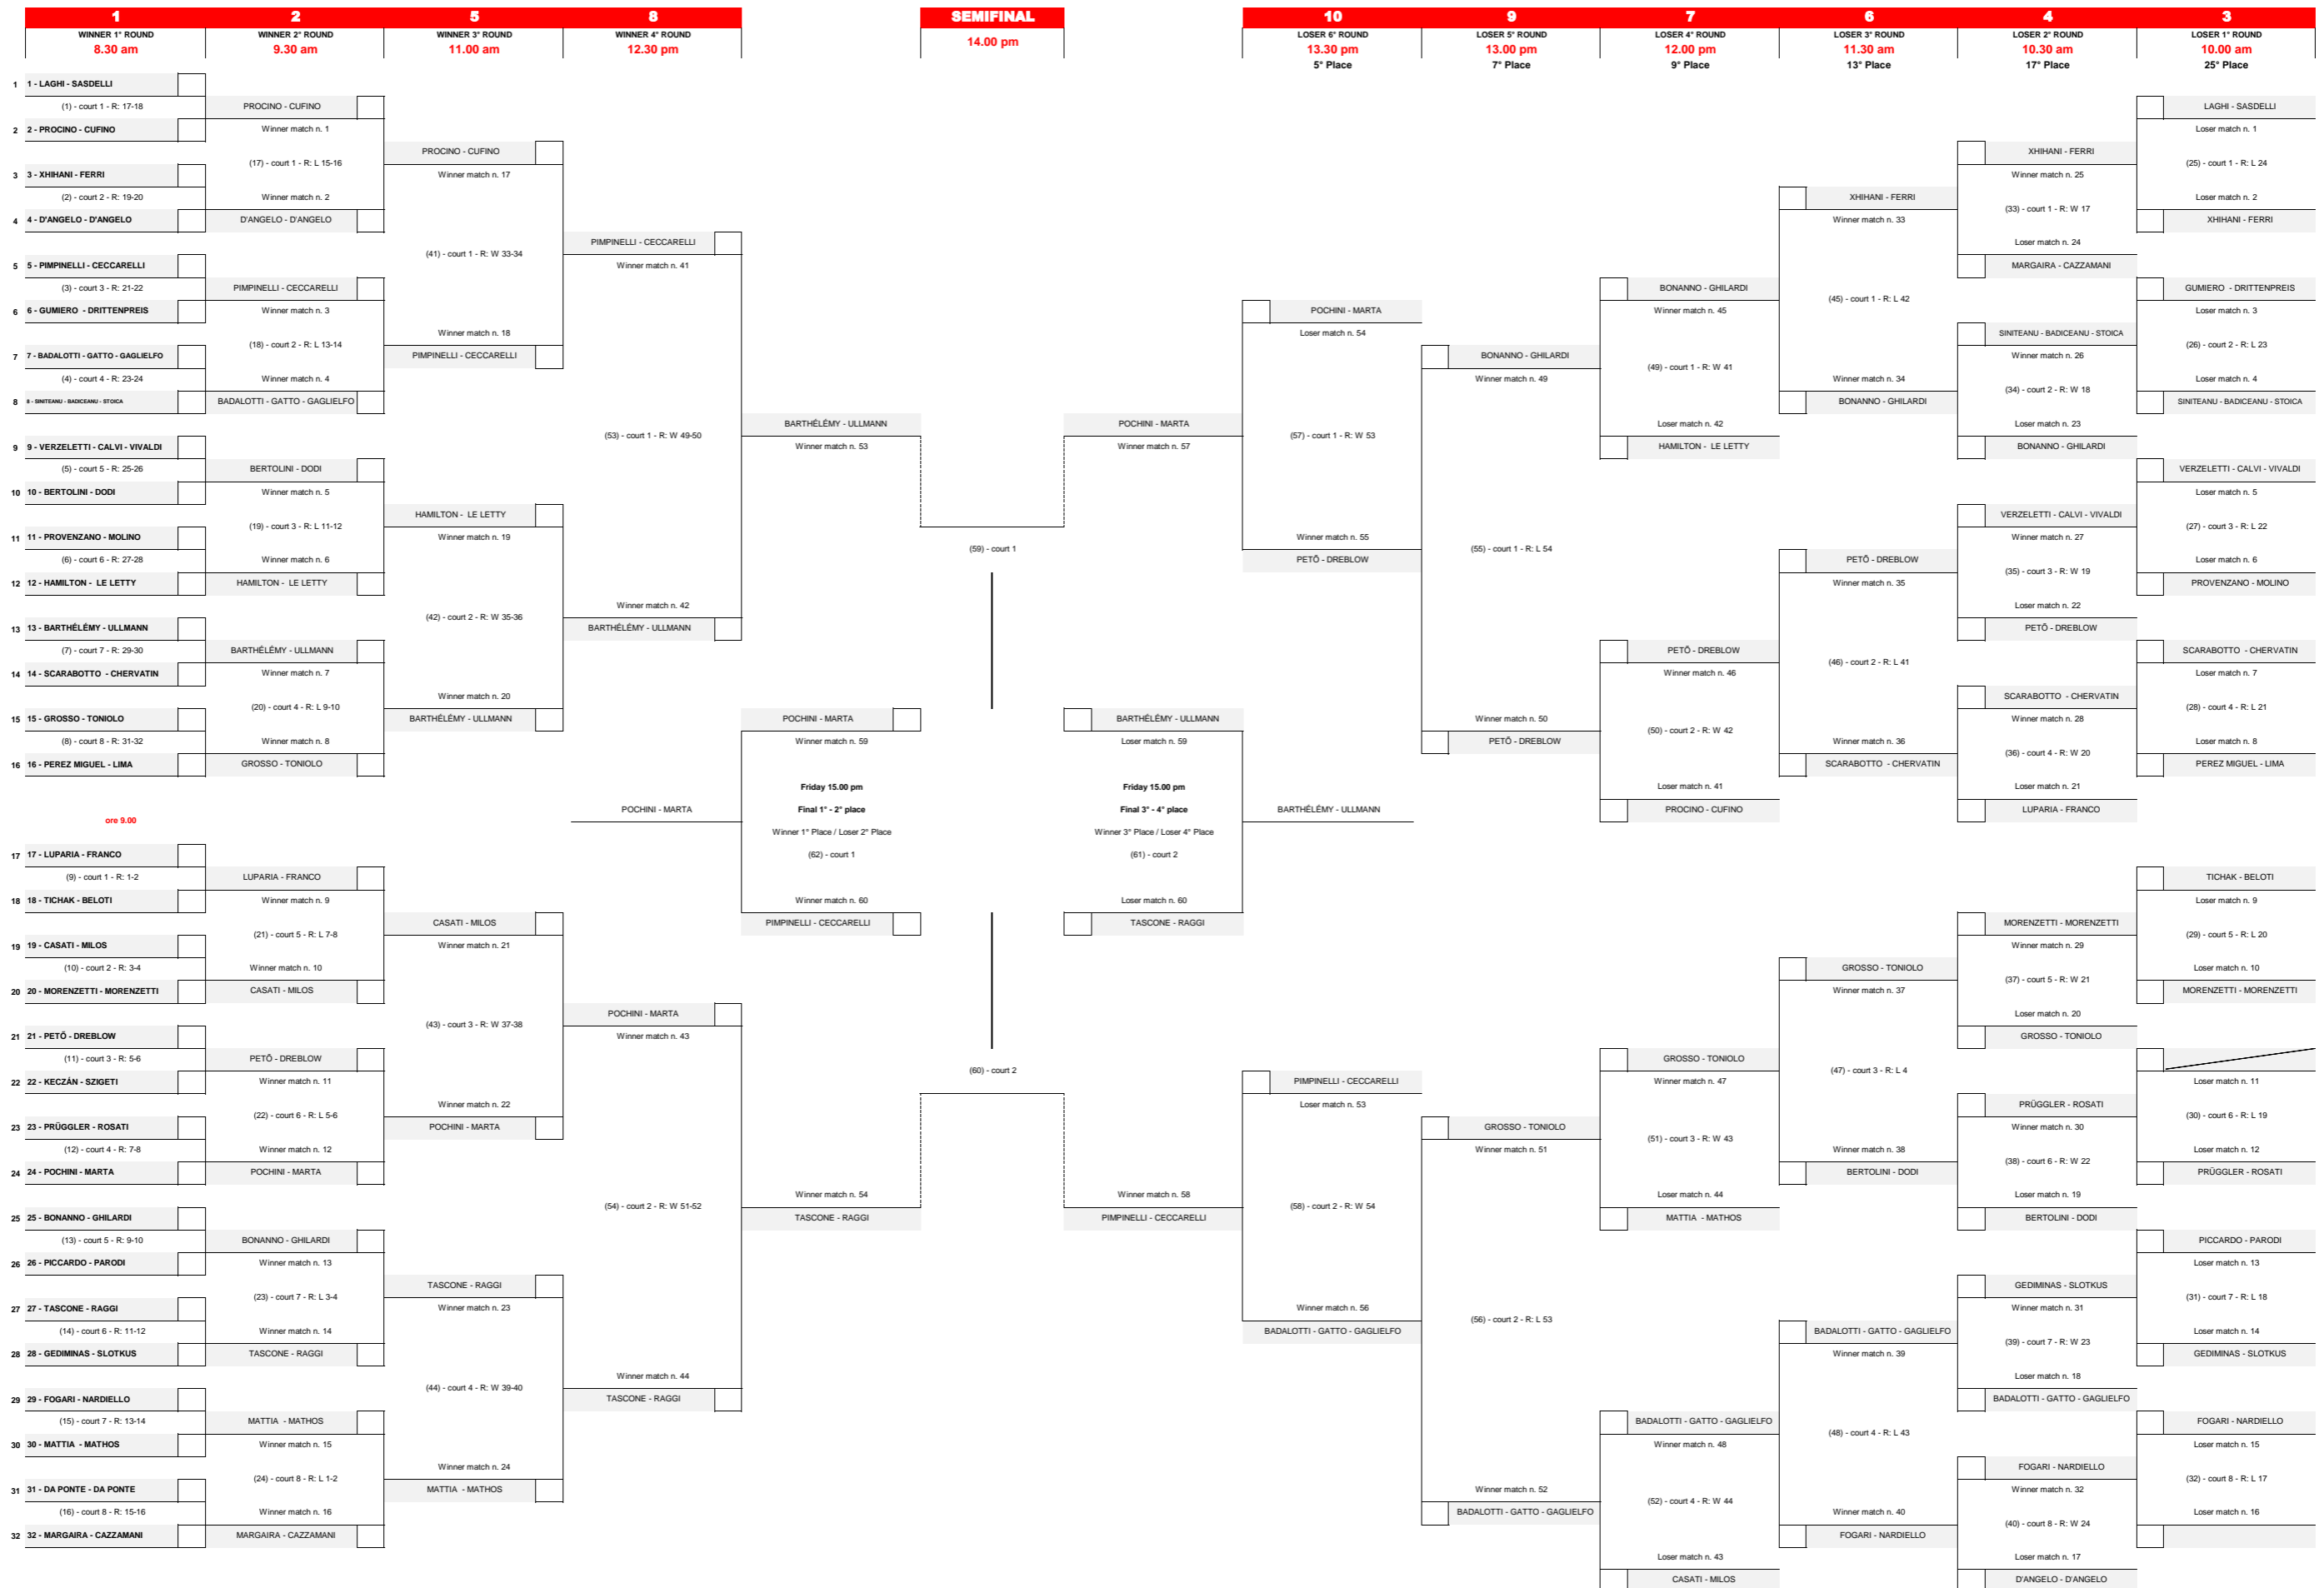 1 2 5 8 SEMIFINAL 10 9 7 6 4 3
WINNER 1° ROUND WINNER 2° ROUND WINNER 3° ROUND WINNER 4° ROUND LOSER 6° ROUND LOSER 5° ROUND LOSER 4° ROUND LOSER 3° ROUND LOSER 2° ROUND LOSER 1° ROUND
8.30 am 9.30 am 11.00 am 12.30 pm 14.00 pm 13.30 pm 13.00 pm 12.00 pm 11.30 am 10.30 am 10.00 am
5° Place 7° Place 9° Place 13° Place 17° Place 25° Place
1 1 - LAGHI - SASDELLI
(1) - court 1 - R: 17-18
2 2 - PROCINO - CUFINO
3 3 - XHIHANI - FERRI
(2) - court 2 - R: 19-20
4 4 - D'ANGELO - D'ANGELO
5 5 - PIMPINELLI - CECCARELLI
(3) - court 3 - R: 21-22
6 6 - GUMIERO - DRITTENPREIS
7 7 - BADALOTTI - GATTO - GAGLIELFO
(4) - court 4 - R: 23-24
8 8 - SINITEANU - BADICEANU - STOICA
9 9 - VERZELETTI - CALVI - VIVALDI
(5) - court 5 - R: 25-26
10 10 - BERTOLINI - DODI
11 11 - PROVENZANO - MOLINO
(6) - court 6 - R: 27-28
12 12 - HAMILTON - LE LETTY
13 13 - BARTHÉLÉMY - ULLMANN
(7) - court 7 - R: 29-30
14 14 - SCARABOTTO - CHERVATIN
15 15 - GROSSO - TONIOLO
(8) - court 8 - R: 31-32
16 16 - PEREZ MIGUEL - LIMA
ore 9.00
17 17 - LUPARIA - FRANCO
(9) - court 1 - R: 1-2
18 18 - TICHAK - BELOTI
19 19 - CASATI - MILOS
(10) - court 2 - R: 3-4
20 20 - MORENZETTI - MORENZETTI
21 21 - PETŐ - DREBLOW
(11) - court 3 - R: 5-6
22 22 - KECZÁN - SZIGETI
23 23 - PRÜGGLER - ROSATI
(12) - court 4 - R: 7-8
24 24 - POCHINI - MARTA
25 25 - BONANNO - GHILARDI
(13) - court 5 - R: 9-10
26 26 - PICCARDO - PARODI
27 27 - TASCONE - RAGGI
(14) - court 6 - R: 11-12
28 28 - GEDIMINAS - SLOTKUS
29 29 - FOGARI - NARDIELLO
(15) - court 7 - R: 13-14
30 30 - MATTIA - MATHOS
31 31 - DA PONTE - DA PONTE
(16) - court 8 - R: 15-16
32 32 - MARGAIRA - CAZZAMANI
PROCINO - CUFINO
Winner match n. 1
(17) - court 1 - R: L 15-16
Winner match n. 2
D'ANGELO - D'ANGELO
PIMPINELLI - CECCARELLI
Winner match n. 3
(18) - court 2 - R: L 13-14
Winner match n. 4
BADALOTTI - GATTO - GAGLIELFO
BERTOLINI - DODI
Winner match n. 5
(19) - court 3 - R: L 11-12
Winner match n. 6
HAMILTON - LE LETTY
BARTHÉLÉMY - ULLMANN
Winner match n. 7
(20) - court 4 - R: L 9-10
Winner match n. 8
GROSSO - TONIOLO
LUPARIA - FRANCO
Winner match n. 9
(21) - court 5 - R: L 7-8
Winner match n. 10
CASATI - MILOS
PETŐ - DREBLOW
Winner match n. 11
(22) - court 6 - R: L 5-6
Winner match n. 12
POCHINI - MARTA
BONANNO - GHILARDI
Winner match n. 13
(23) - court 7 - R: L 3-4
Winner match n. 14
TASCONE - RAGGI
MATTIA - MATHOS
Winner match n. 15
(24) - court 8 - R: L 1-2
Winner match n. 16
MARGAIRA - CAZZAMANI
PROCINO - CUFINO
Winner match n. 17
(41) - court 1 - R: W 33-34
Winner match n. 18
PIMPINELLI - CECCARELLI
HAMILTON - LE LETTY
Winner match n. 19
(42) - court 2 - R: W 35-36
Winner match n. 20
BARTHÉLÉMY - ULLMANN
CASATI - MILOS
Winner match n. 21
(43) - court 3 - R: W 37-38
Winner match n. 22
POCHINI - MARTA
TASCONE - RAGGI
Winner match n. 23
(44) - court 4 - R: W 39-40
Winner match n. 24
MATTIA - MATHOS
PIMPINELLI - CECCARELLI
Winner match n. 41
(53) - court 1 - R: W 49-50
Winner match n. 42
BARTHÉLÉMY - ULLMANN
POCHINI - MARTA
POCHINI - MARTA
Winner match n. 43
(54) - court 2 - R: W 51-52
Winner match n. 44
TASCONE - RAGGI
BARTHÉLÉMY - ULLMANN
Winner match n. 53
POCHINI - MARTA
Winner match n. 59
Friday 15.00 pm
Final 1° - 2° place
Winner 1° Place / Loser 2° Place
(62) - court 1
Winner match n. 60
PIMPINELLI - CECCARELLI
Winner match n. 54
TASCONE - RAGGI
(59) - court 1
(60) - court 2
POCHINI - MARTA
Winner match n. 57
BARTHÉLÉMY - ULLMANN
Loser match n. 59
Friday 15.00 pm
Final 3° - 4° place
Winner 3° Place / Loser 4° Place
(61) - court 2
Loser match n. 60
TASCONE - RAGGI
Winner match n. 58
PIMPINELLI - CECCARELLI
POCHINI - MARTA
Loser match n. 54
(57) - court 1 - R: W 53
Winner match n. 55
PETŐ - DREBLOW
BARTHÉLÉMY - ULLMANN
PIMPINELLI - CECCARELLI
Loser match n. 53
(58) - court 2 - R: W 54
Winner match n. 56
BADALOTTI - GATTO - GAGLIELFO
BONANNO - GHILARDI
Winner match n. 49
(55) - court 1 - R: L 54
Winner match n. 50
PETŐ - DREBLOW
GROSSO - TONIOLO
Winner match n. 51
(56) - court 2 - R: L 53
Winner match n. 52
BADALOTTI - GATTO - GAGLIELFO
BONANNO - GHILARDI
Winner match n. 45
(49) - court 1 - R: W 41
Loser match n. 42
HAMILTON - LE LETTY
PETŐ - DREBLOW
Winner match n. 46
(50) - court 2 - R: W 42
Loser match n. 41
PROCINO - CUFINO
GROSSO - TONIOLO
Winner match n. 47
(51) - court 3 - R: W 43
Loser match n. 44
MATTIA - MATHOS
BADALOTTI - GATTO - GAGLIELFO
Winner match n. 48
(52) - court 4 - R: W 44
Loser match n. 43
CASATI - MILOS
XHIHANI - FERRI
Winner match n. 33
(45) - court 1 - R: L 42
Winner match n. 34
BONANNO - GHILARDI
PETŐ - DREBLOW
Winner match n. 35
(46) - court 2 - R: L 41
Winner match n. 36
SCARABOTTO - CHERVATIN
GROSSO - TONIOLO
Winner match n. 37
(47) - court 3 - R: L 4
Winner match n. 38
BERTOLINI - DODI
BADALOTTI - GATTO - GAGLIELFO
Winner match n. 39
(48) - court 4 - R: L 43
Winner match n. 40
FOGARI - NARDIELLO
XHIHANI - FERRI
Winner match n. 25
(33) - court 1 - R: W 17
Loser match n. 24
MARGAIRA - CAZZAMANI
SINITEANU - BADICEANU - STOICA
Winner match n. 26
(34) - court 2 - R: W 18
Loser match n. 23
BONANNO - GHILARDI
VERZELETTI - CALVI - VIVALDI
Winner match n. 27
(35) - court 3 - R: W 19
Loser match n. 22
PETŐ - DREBLOW
SCARABOTTO - CHERVATIN
Winner match n. 28
(36) - court 4 - R: W 20
Loser match n. 21
LUPARIA - FRANCO
MORENZETTI - MORENZETTI
Winner match n. 29
(37) - court 5 - R: W 21
Loser match n. 20
GROSSO - TONIOLO
PRÜGGLER - ROSATI
Winner match n. 30
(38) - court 6 - R: W 22
Loser match n. 19
BERTOLINI - DODI
GEDIMINAS - SLOTKUS
Winner match n. 31
(39) - court 7 - R: W 23
Loser match n. 18
BADALOTTI - GATTO - GAGLIELFO
FOGARI - NARDIELLO
Winner match n. 32
(40) - court 8 - R: W 24
Loser match n. 17
D'ANGELO - D'ANGELO
LAGHI - SASDELLI
Loser match n. 1
(25) - court 1 - R: L 24
Loser match n. 2
XHIHANI - FERRI
GUMIERO - DRITTENPREIS
Loser match n. 3
(26) - court 2 - R: L 23
Loser match n. 4
SINITEANU - BADICEANU - STOICA
VERZELETTI - CALVI - VIVALDI
Loser match n. 5
(27) - court 3 - R: L 22
Loser match n. 6
PROVENZANO - MOLINO
SCARABOTTO - CHERVATIN
Loser match n. 7
(28) - court 4 - R: L 21
Loser match n. 8
PEREZ MIGUEL - LIMA
TICHAK - BELOTI
Loser match n. 9
(29) - court 5 - R: L 20
Loser match n. 10
MORENZETTI - MORENZETTI
Loser match n. 11
(30) - court 6 - R: L 19
Loser match n. 12
PRÜGGLER - ROSATI
PICCARDO - PARODI
Loser match n. 13
(31) - court 7 - R: L 18
Loser match n. 14
GEDIMINAS - SLOTKUS
FOGARI - NARDIELLO
Loser match n. 15
(32) - court 8 - R: L 17
Loser match n. 16